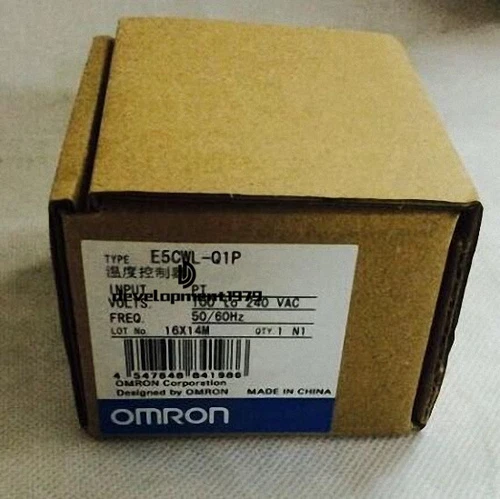 TYPE E5CWL-Q1P
温度控制器
INPUT PT
development1979
VOLTS. 100 to 240 VAC
FREQ. 50/60Hz
LOT No. 16X14M QTY.1 N1
4 547648 841986
OMRON Corporation
Designed by OMRON MADE IN CHINA
OMRON